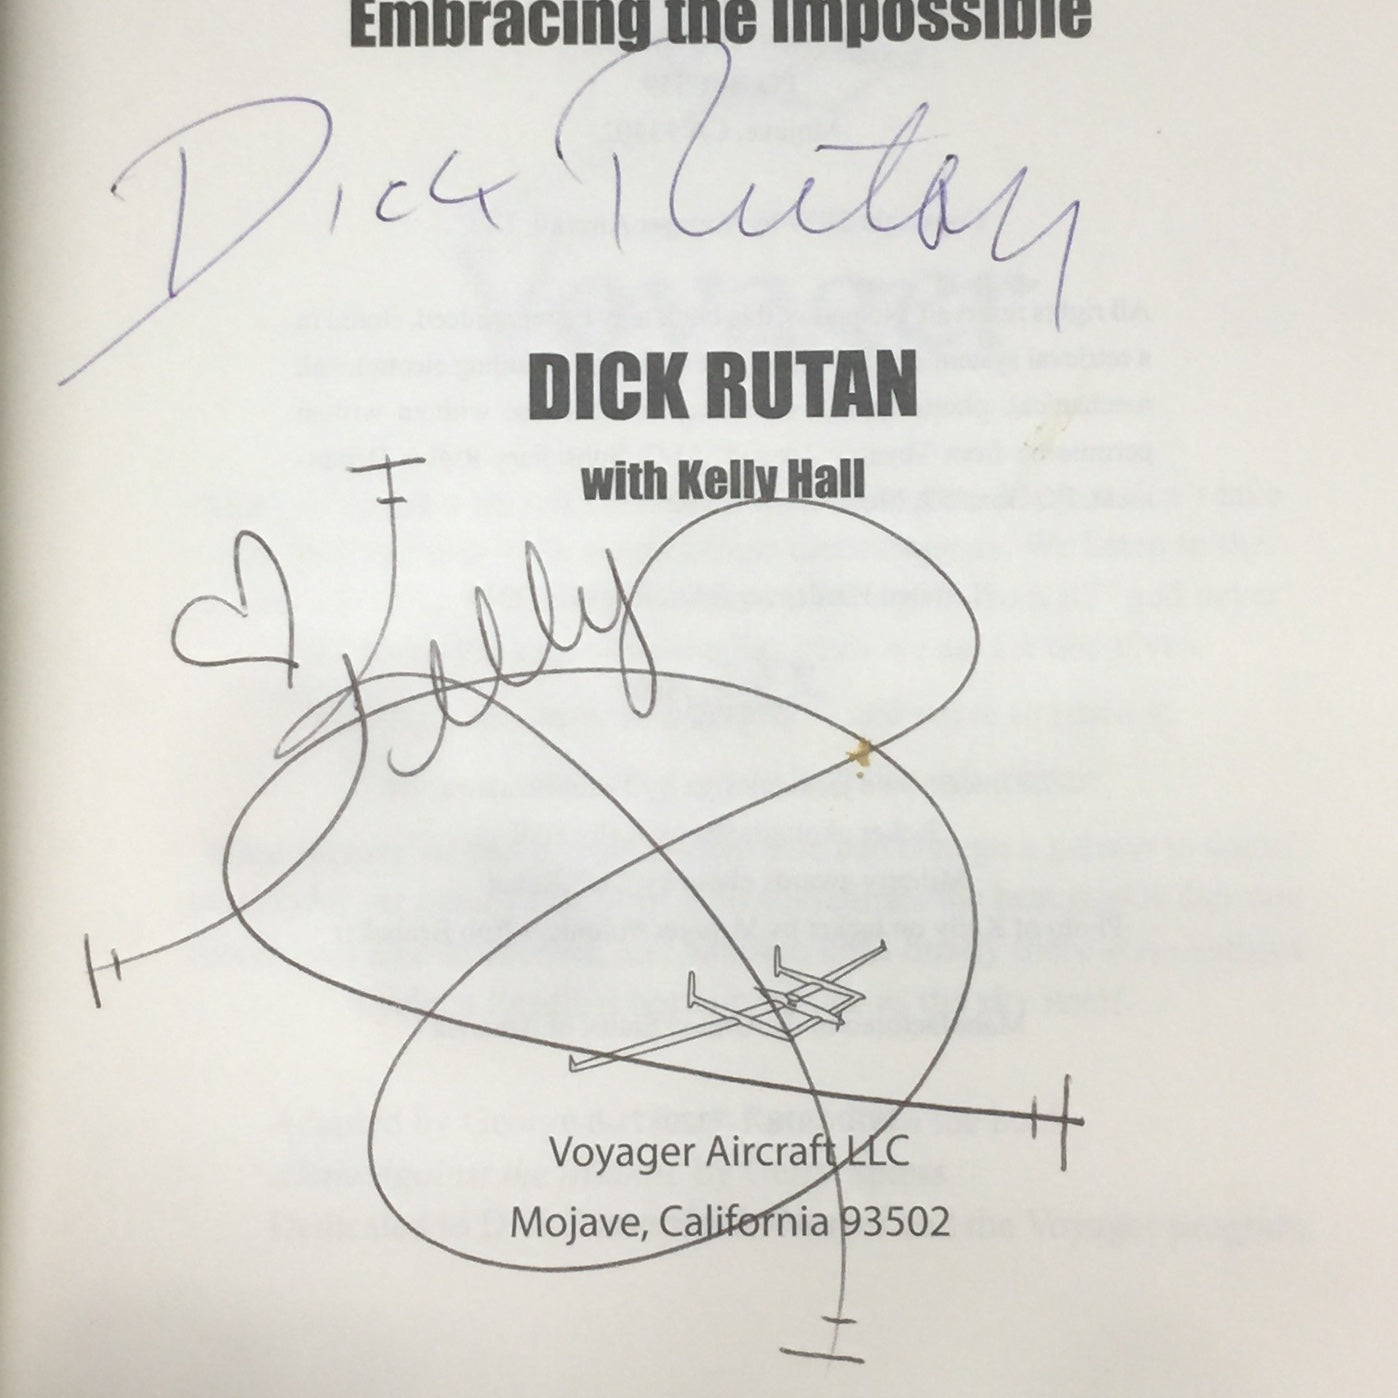 Embracing the Impossible
Dick Rutan
DICK RUTAN
with Kelly Hall
Kelly
Voyager Aircraft LLC
Mojave, California 93502